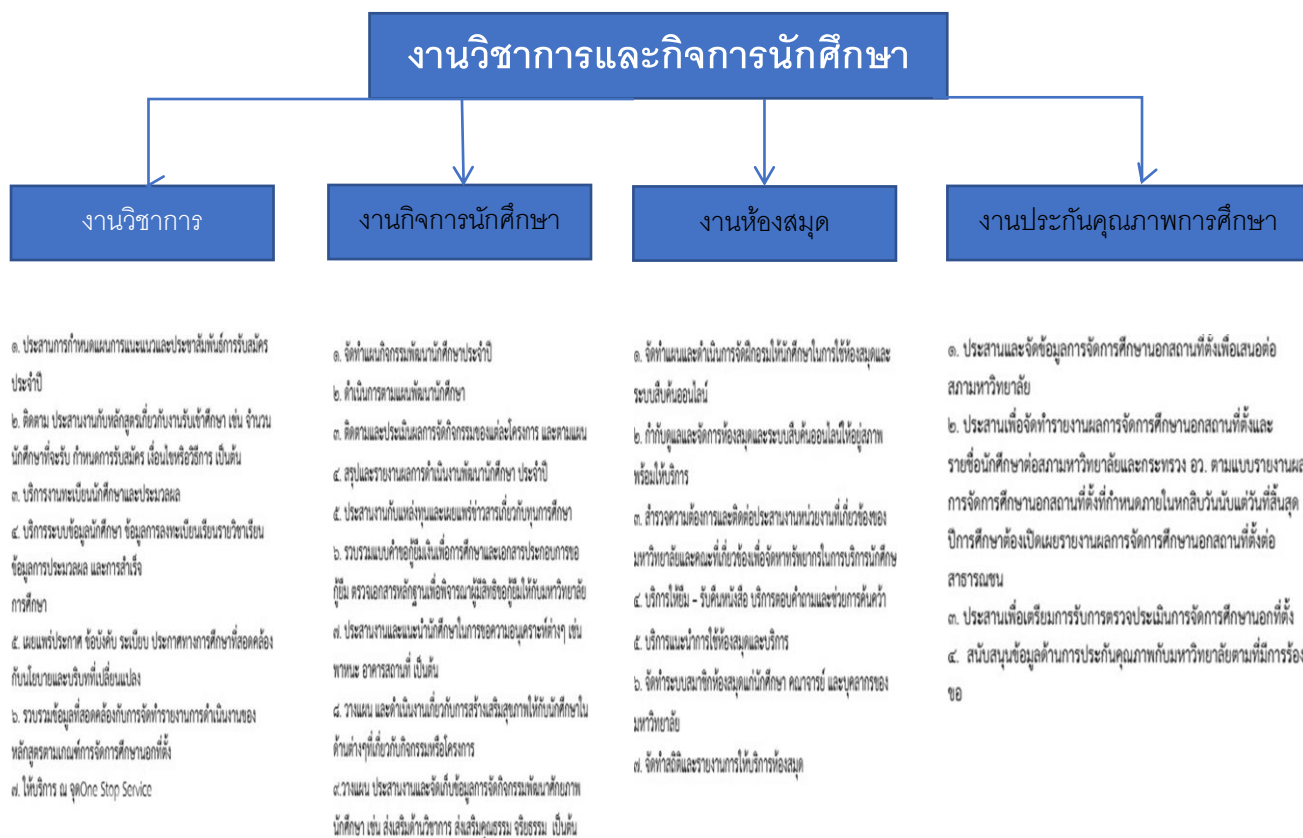 งานวิชาการและกิจการนักศึกษา
งานวิชาการ
งานกิจการนักศึกษา
งานห้องสมุด
งานประกันคุณภาพการศึกษา
๑. ประสานการกำหนดแผนการแนะแนวและประชาสัมพันธ์การรับสมัคร
ประจำปี
๒. ติดตาม ประสานงานกับหลักสูตรเกี่ยวกับงานรับเข้าศึกษา เช่น จำนวน
นักศึกษาที่จะรับ กำหนดการรับสมัคร เงื่อนไขหรือวิธีการ เป็นต้น
๓. บริการงานทะเบียนนักศึกษาและประมวลผล
๔. บริการระบบข้อมูลนักศึกษา ข้อมูลการลงทะเบียนเรียนรายวิชาเรียน
ข้อมูลการประมวลผล และการสำเร็จ
การศึกษา
๕. เผยแพร่ประกาศ ข้อบังคับ ระเบียบ ประกาศทางการศึกษาที่สอดคล้อง
กับนโยบายและบริบทที่เปลี่ยนแปลง
๖. รวบรวมข้อมูลที่สอดคล้องกับการจัดทำรายงานการดำเนินงานของ
หลักสูตรตามเกณฑ์การจัดการศึกษานอกที่ตั้ง
๗. ให้บริการ ณ จุดOne Stop Service
๑. จัดทำแผนกิจกรรมพัฒนานักศึกษาประจำปี
๒. ดำเนินการตามแผนพัฒนานักศึกษา
๓. ติดตามและประเมินผลการจัดกิจกรรมของแต่ละโครงการ และตามแผน
๔. สรุปและรายงานผลการดำเนินงานพัฒนานักศึกษา ประจำปี
๕. ประสานงานกับแหล่งทุนและเผยแพร่ข่าวสารเกี่ยวกับทุนการศึกษา
๖. รวบรวมแบบคำขอกู้ยืมเงินเพื่อการศึกษาและเอกสารประกอบการขอ
กู้ยืม ตรวจเอกสารหลักฐานเพื่อพิจารณาผู้มีสิทธิขอกู้ยืมให้กับมหาวิทยาลัย
๗. ประสานงานและแนะนำนักศึกษาในการขอความอนุเคราะห์ต่างๆ เช่น
พาหนะ อาคารสถานที่ เป็นต้น
๘. วางแผน และดำเนินงานเกี่ยวกับการสร้างเสริมสุขภาพให้กับนักศึกษาใน
ด้านต่างๆที่เกี่ยวกับกิจกรรมหรือโครงการ
๙.วางแผน ประสานงานและจัดเก็บข้อมูลการจัดกิจกรรมพัฒนาศักยภาพ
นักศึกษา เช่น ส่งเสริมด้านวิชาการ ส่งเสริมคุณธรรม จริยธรรม เป็นต้น
๑. จัดทำแผนและดำเนินการจัดฝึกอรมให้นักศึกษาในการใช้ห้องสมุดและ
ระบบสืบค้นออนไลน์
๒. กำกับดูแลและจัดการห้องสมุดและระบบสืบค้นออนไลน์ให้อยู่สภาพ
พร้อมให้บริการ
๓. สำรวจความต้องการและติดต่อประสานงานหน่วยงานที่เกี่ยวข้องของ
มหาวิทยาลัยและคณะที่เกี่ยวข้องเพื่อจัดหาทรัพยากรในการบริการนักศึกษ
๔. บริการให้ยืม – รับคืนหนังสือ บริการตอบคำถามและช่วยการค้นคว้า
๕. บริการแนะนำการใช้ห้องสมุดและบริการ
๖. จัดทำระบบสมาชิกห้องสมุดแก่นักศึกษา คณาจารย์ และบุคลากรของ
มหาวิทยาลัย
๗. จัดทำสถิติและรายงานการให้บริการห้องสมุด
๑. ประสานและจัดข้อมูลการจัดการศึกษานอกสถานที่ตั้งเพื่อเสนอต่อ
สภามหาวิทยาลัย
๒. ประสานเพื่อจัดทำรายงานผลการจัดการศึกษานอกสถานที่ตั้งและ
รายชื่อนักศึกษาต่อสภามหาวิทยาลัยและกระทรวง อว. ตามแบบรายงานผล
การจัดการศึกษานอกสถานที่ตั้งที่กำหนดภายในหกสิบวันนับแต่วันที่สิ้นสุด
ปีการศึกษาต้องเปิดเผยรายงานผลการจัดการศึกษานอกสถานที่ตั้งต่อ
สาธารณชน
๓. ประสานเพื่อเตรียมการรับการตรวจประเมินการจัดการศึกษานอกที่ตั้ง
๔. สนับสนุนข้อมูลด้านการประกันคุณภาพกับมหาวิทยาลัยตามที่มีการร้อง
ขอ